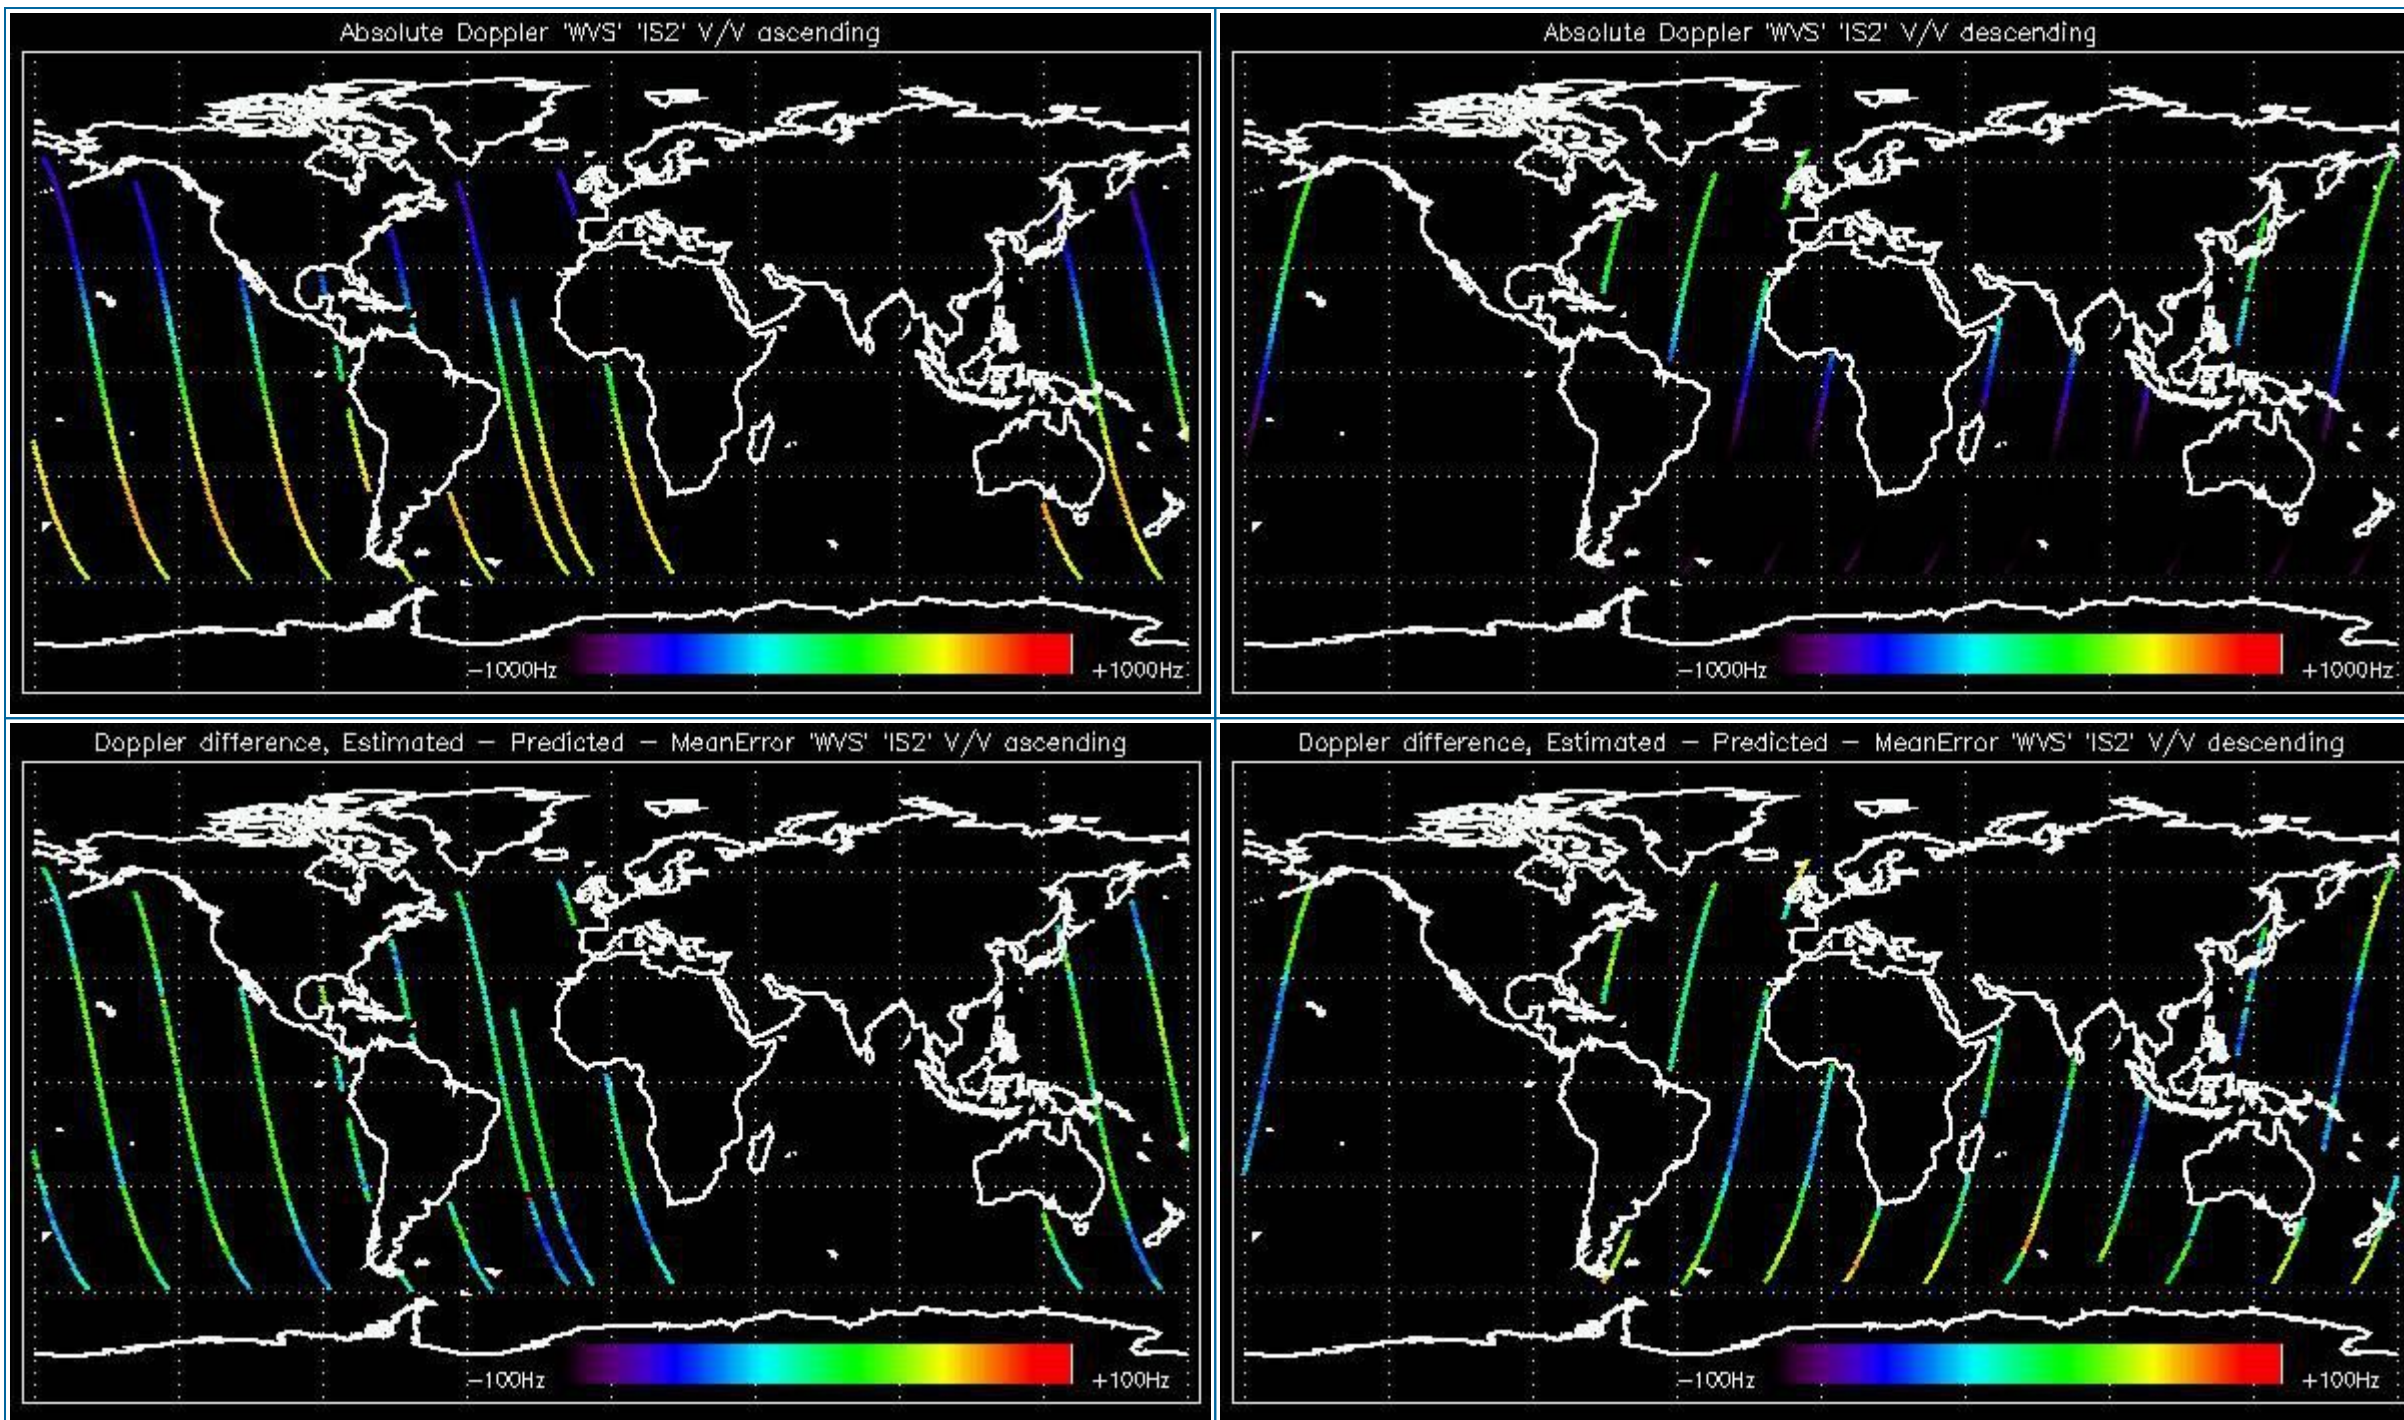 Absolute Doppler 'WVS' 'IS2' V/V ascending
-1000Hz
+1000Hz
Absolute Doppler 'WVS' 'IS2' V/V descending
-1000Hz
+1000Hz
Doppler difference, Estimated - Predicted - MeanError 'WVS' 'IS2' V/V ascending
-100Hz
+100Hz
Doppler difference, Estimated - Predicted - MeanError 'WVS' 'IS2' V/V descending
-100Hz
+100Hz